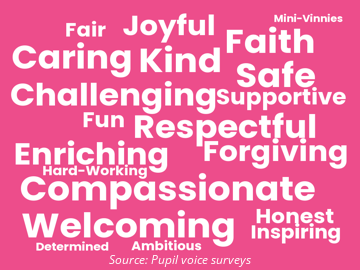 Mini-Vinnies
Fair Joyful
Faith
Caring Kind
Safe
Challenging Supportive
Fun Respectful
Enriching Forgiving
Hard-Working
Compassionate
Welcoming Honest
Inspiring
Determined Ambitious
Source: Pupil voice surveys